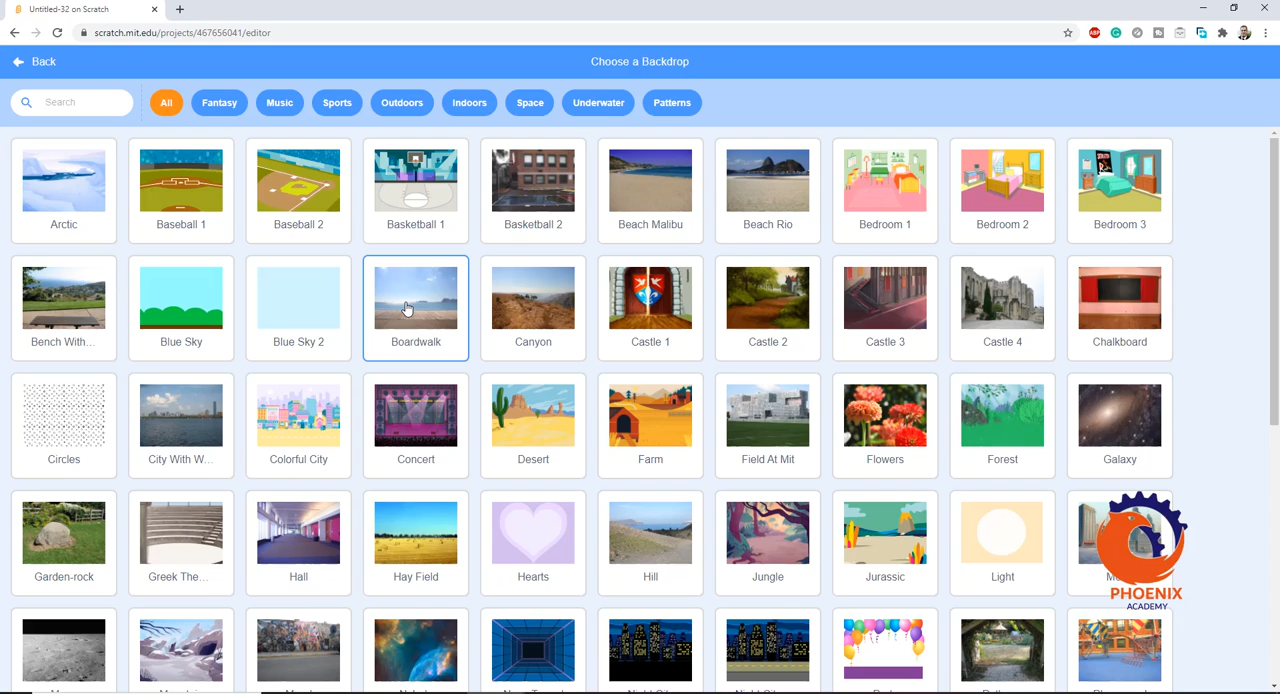 Untitled-32 on Scratch
scratch.mit.edu/projects/467656041/editor
ABP
Back
Choose a Backdrop
Search
All
Fantasy
Music
Sports
Outdoors
Indoors
Space
Underwater
Patterns
Arctic
Baseball 1
Baseball 2
Basketball 1
Basketball 2
Beach Malibu
Beach Rio
Bedroom 1
Bedroom 2
Bedroom 3
Bench With...
Blue Sky
Blue Sky 2
Boardwalk
Canyon
Castle 1
Castle 2
Castle 3
Castle 4
Chalkboard
Circles
City With W...
Colorful City
Concert
Desert
Farm
Field At Mit
Flowers
Forest
Galaxy
Garden-rock
Greek The...
Hall
Hay Field
Hearts
Hill
Jungle
Jurassic
Light
PHOENIX
ACADEMY